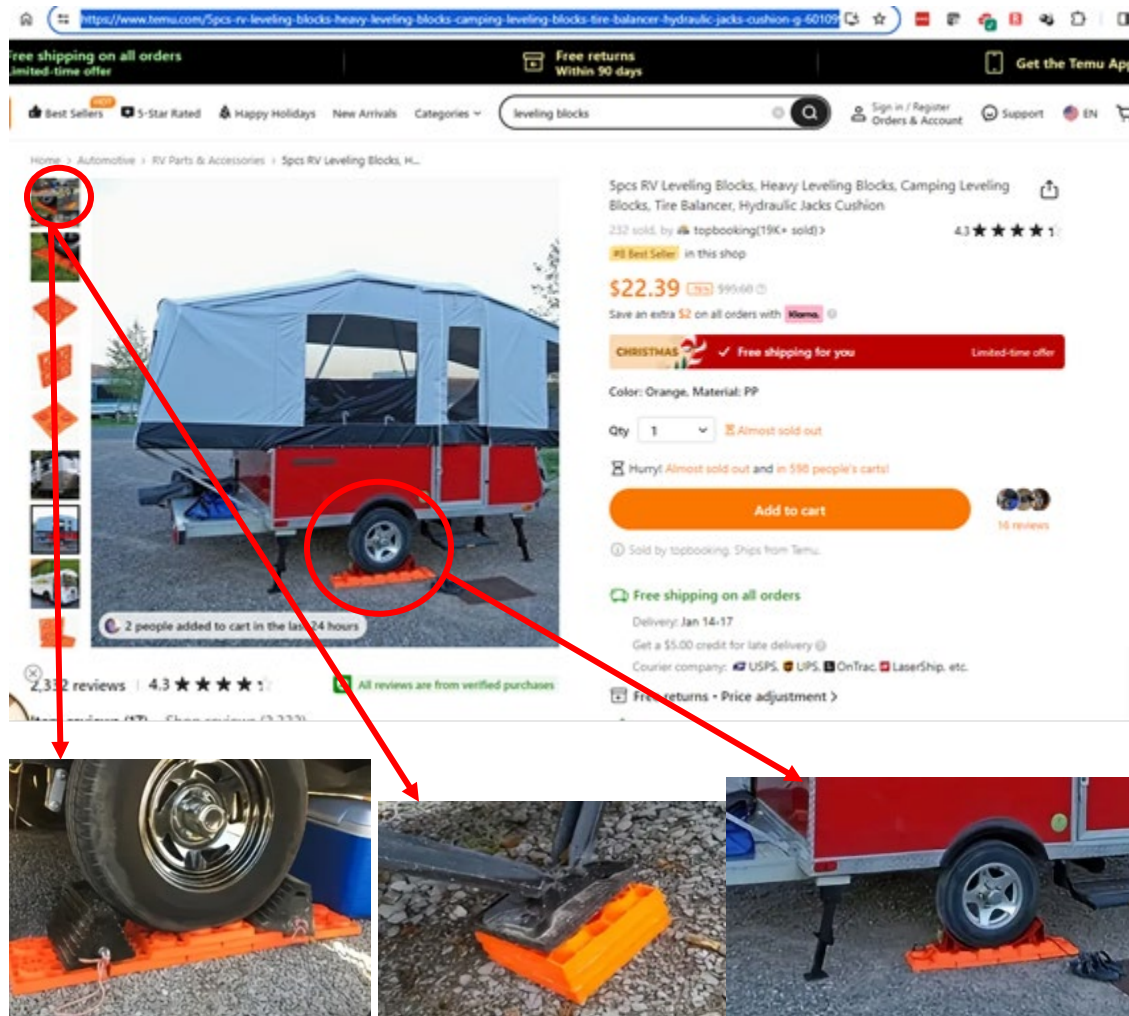 https://www.temu.com/5pcs-rv-leveling-blocks-heavy-leveling-blocks-camping-leveling-blocks-tire-balancer-hydraulic-jacks-cushion-g-60109
Free shipping on all orders
Limited-time offer
Free returns
Within 90 days
Get the Temu App
HOT
Best Sellers
5-Star Rated
Happy Holidays
New Arrivals
Categories
leveling blocks
Sign in / Register
Orders & Account
Support
EN
Home > Automotive > RV Parts & Accessories > 5pcs RV Leveling Blocks, H...
5pcs RV Leveling Blocks, Heavy Leveling Blocks, Camping Leveling
Blocks, Tire Balancer, Hydraulic Jacks Cushion
232 sold, by topbooking(19K+ sold) >
4.3
#8 Best Seller in this shop
$22.39
Save an extra $2 on all orders with Klarna.
CHRISTMAS
Free shipping for you
Limited-time offer
Color: Orange, Material: PP
Qty 1
Almost sold out
Hurry! Almost sold out and in 598 people's carts!
Add to cart
16 reviews
Sold by topbooking. Ships from Temu.
Free shipping on all orders
Delivery: Jan 14-17
Get a $5.00 credit for late delivery
Courier company: USPS, UPS, OnTrac, LaserShip, etc.
Free returns • Price adjustment >
2 people added to cart in the last 24 hours
2,332 reviews | 4.3
All reviews are from verified purchases